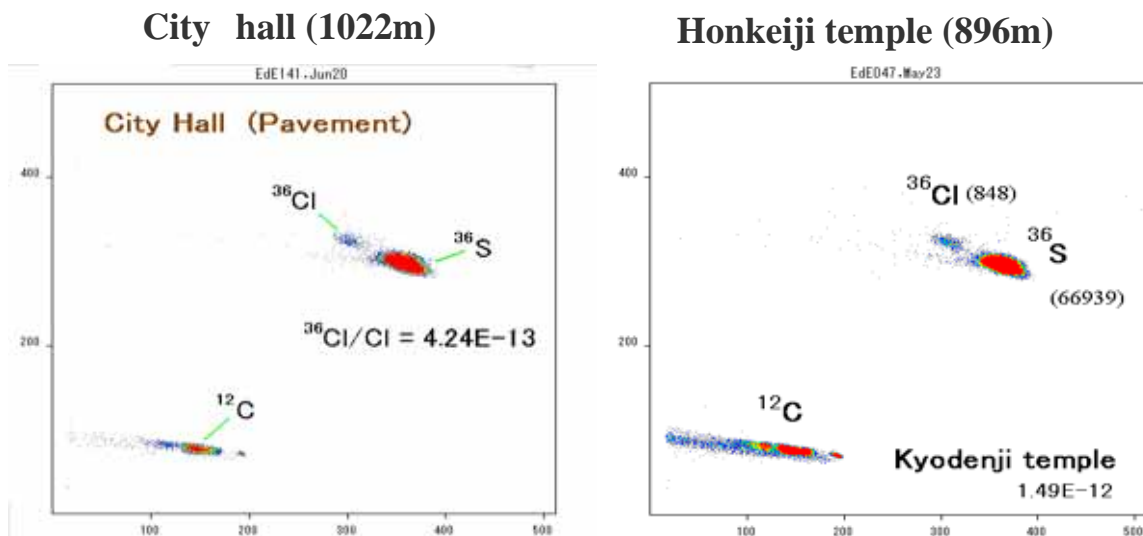 City hall (1022m)
EdE141.Jun20
City Hall (Pavement)
400
³⁶Cl
³⁶S
³⁶Cl/Cl = 4.24E-13
200
¹²C
100 200 300 400 500
Honkeiji temple (896m)
EdE047.May23
400
³⁶Cl (848)
³⁶S
(66939)
200
¹²C
Kyodenji temple
1.49E-12
100 200 300 400 500